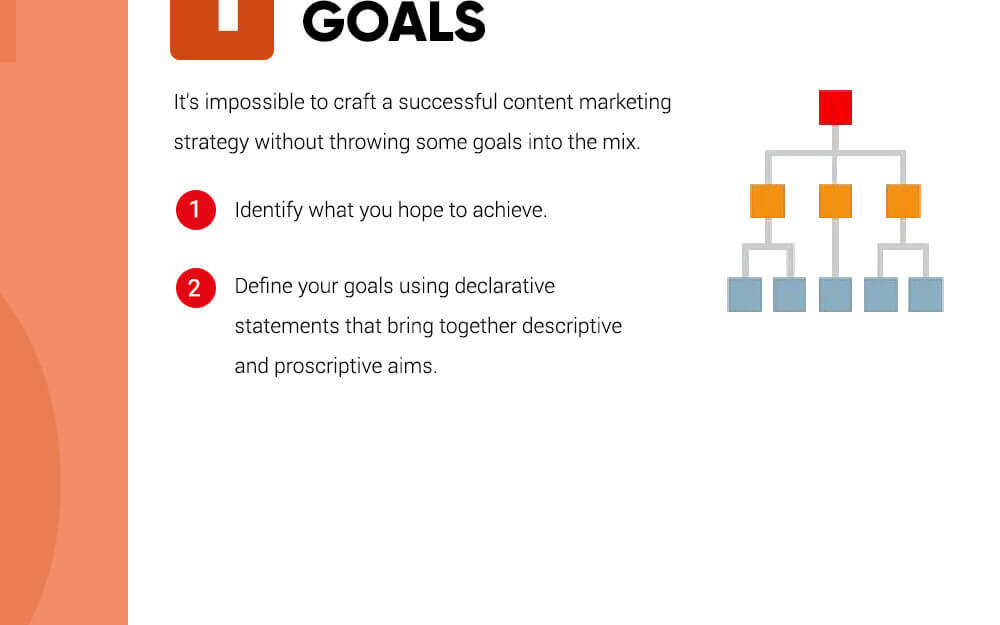 GOALS
It's impossible to craft a successful content marketing
strategy without throwing some goals into the mix.
1 Identify what you hope to achieve.
2 Define your goals using declarative
statements that bring together descriptive
and proscriptive aims.